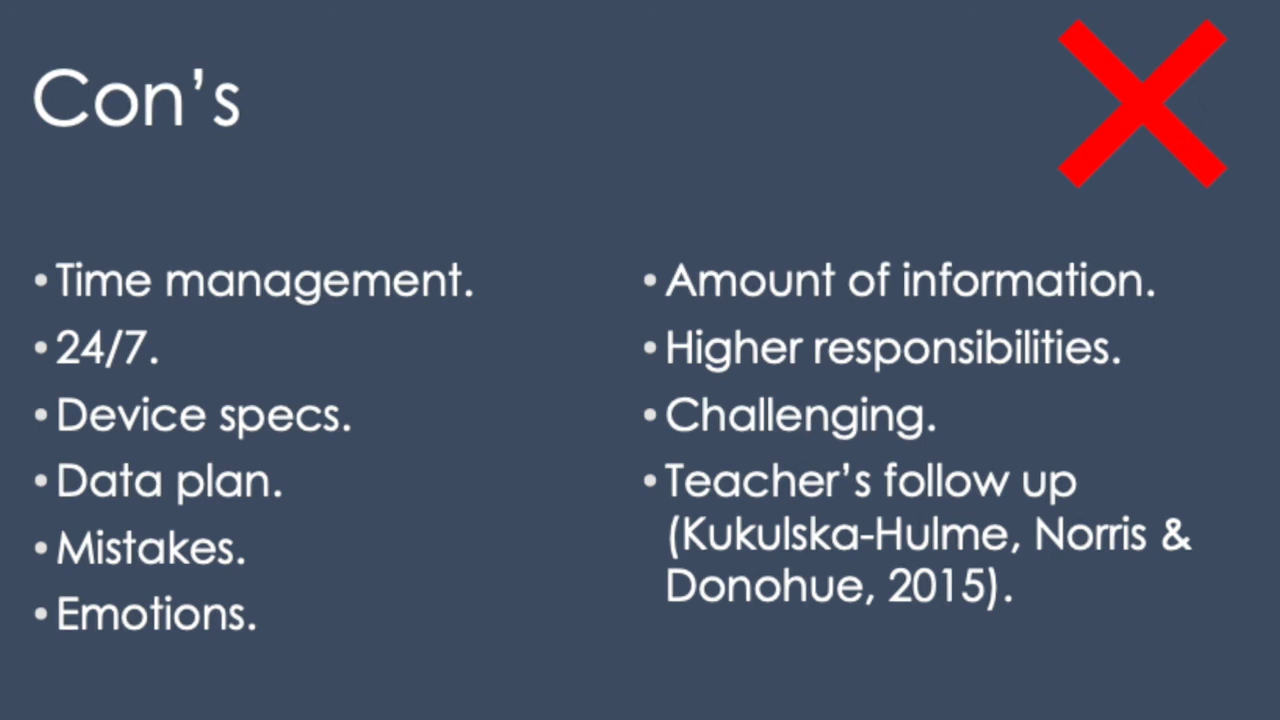 Con’s
• Time management.
• 24/7.
• Device specs.
• Data plan.
• Mistakes.
• Emotions.
• Amount of information.
• Higher responsibilities.
• Challenging.
• Teacher’s follow up
(Kukulska-Hulme, Norris &
Donohue, 2015).